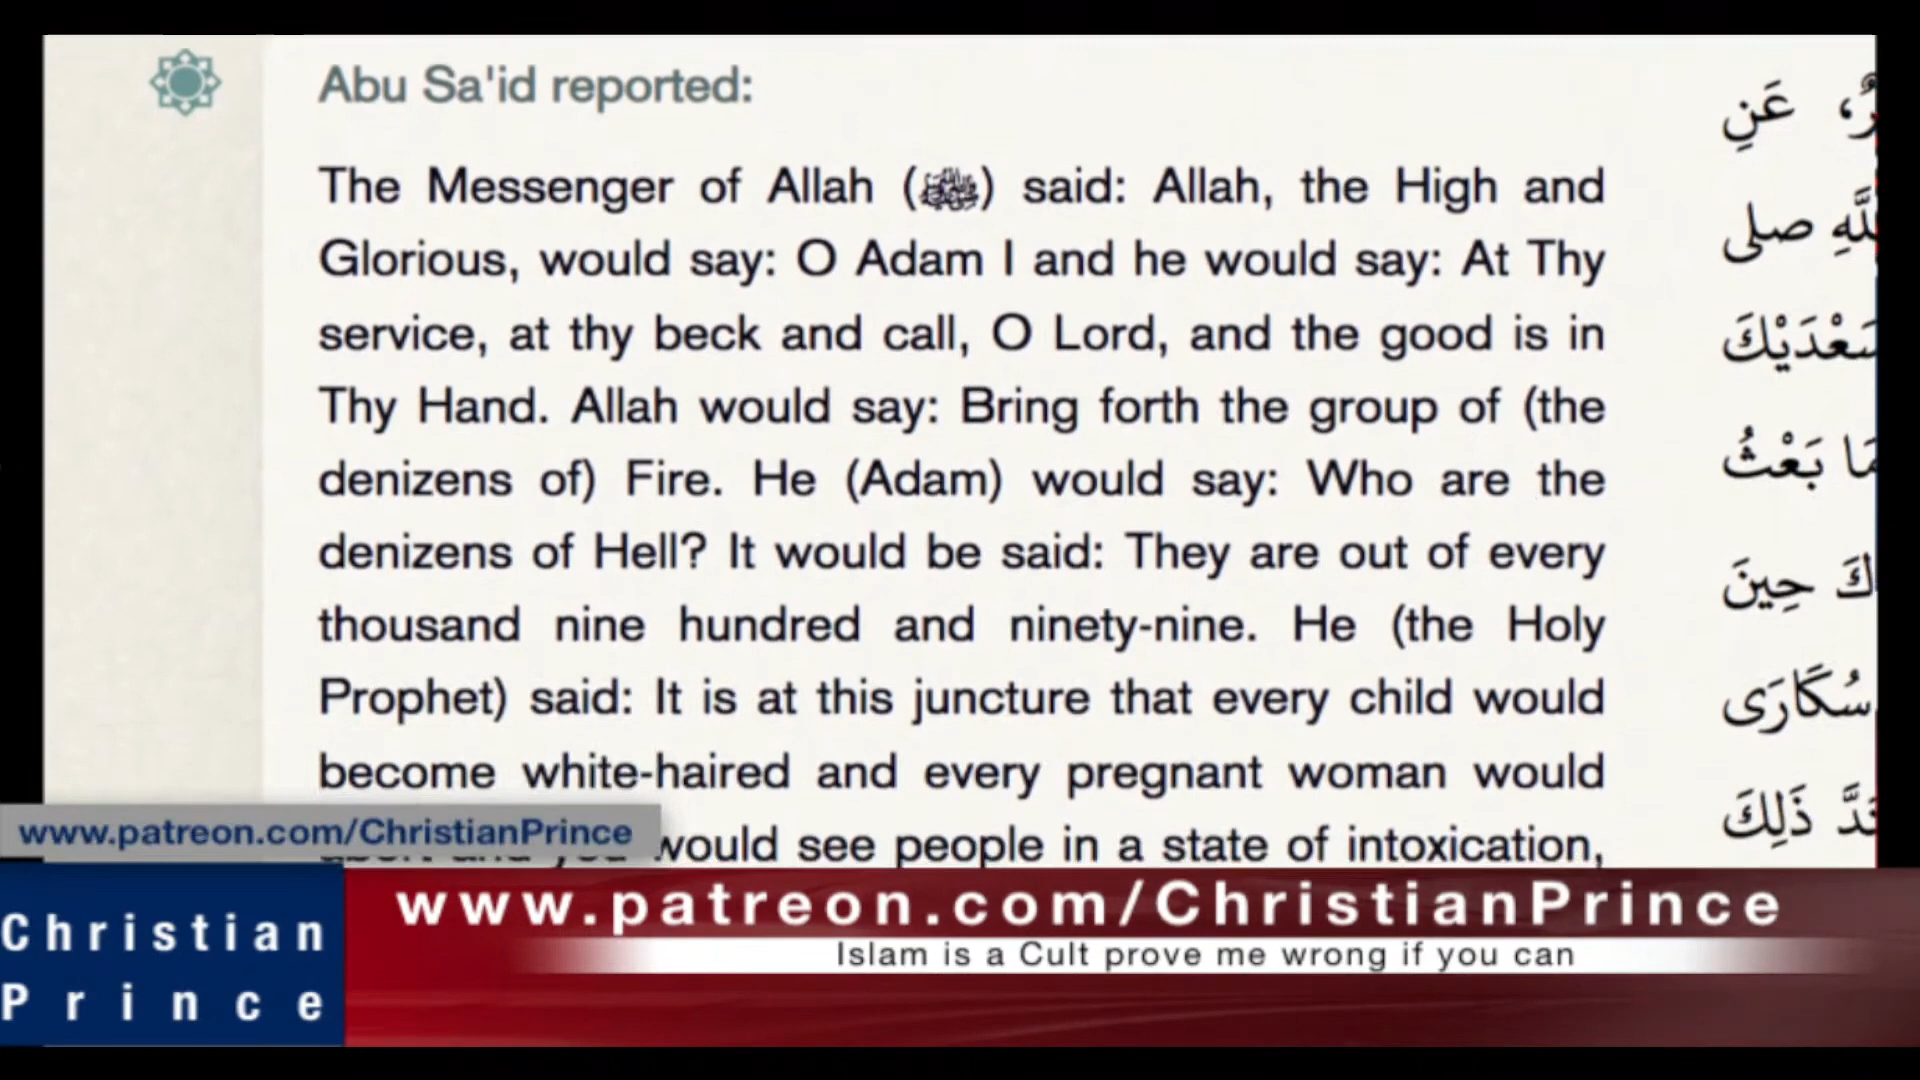 Abu Sa'id reported:
The Messenger of Allah (ﷺ) said: Allah, the High and
Glorious, would say: O Adam I and he would say: At Thy
service, at thy beck and call, O Lord, and the good is in
Thy Hand. Allah would say: Bring forth the group of (the
denizens of) Fire. He (Adam) would say: Who are the
denizens of Hell? It would be said: They are out of every
thousand nine hundred and ninety-nine. He (the Holy
Prophet) said: It is at this juncture that every child would
become white-haired and every pregnant woman would
would see people in a state of intoxication,
عَنِ
صلى
سَعْدَيْكَ
بَعْثُ
حِينَ
سُكَارَى
ذَلِكَ
www.patreon.com/ChristianPrince
Christian
Prince
www.patreon.com/ChristianPrince
Islam is a Cult prove me wrong if you can